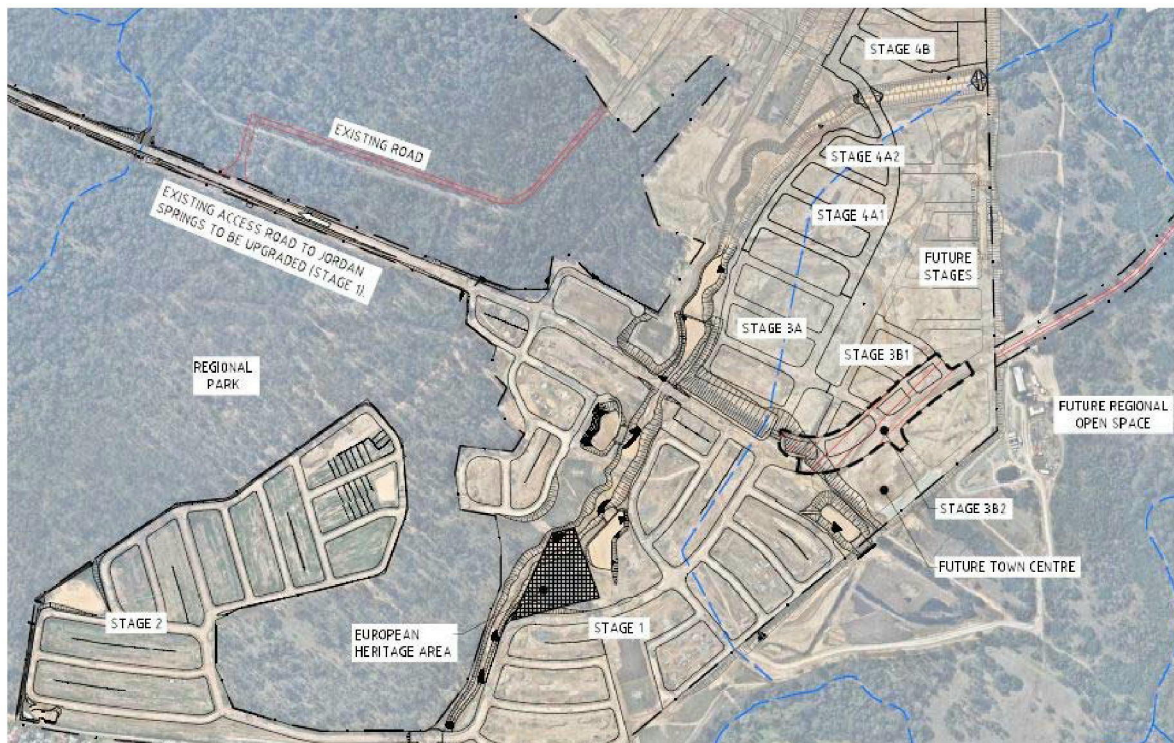 STAGE 4B
EXISTING ROAD
STAGE 4A2
EXISTING ACCESS ROAD TO JORDAN
SPRINGS TO BE UPGRADED (STAGE 1).
STAGE 4A1
FUTURE
STAGES
STAGE 3A
STAGE 3B1
REGIONAL
PARK
FUTURE REGIONAL
OPEN SPACE
STAGE 3B2
FUTURE TOWN CENTRE
STAGE 2
EUROPEAN
HERITAGE AREA
STAGE 1